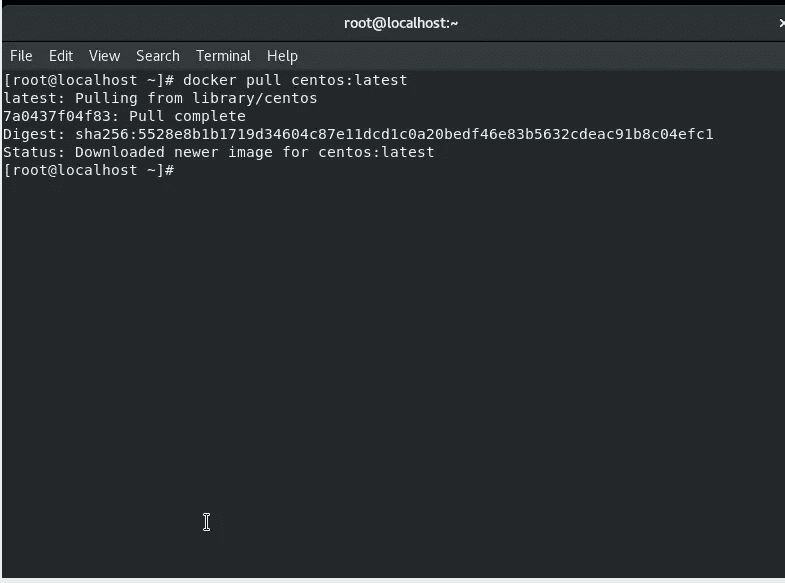 root@localhost:~
File Edit View Search Terminal Help
[root@localhost ~]# docker pull centos:latest
latest: Pulling from library/centos
7a0437f04f83: Pull complete
Digest: sha256:5528e8b1b1719d34604c87e11dcd1c0a20bedf46e83b5632cdeac91b8c04efc1
Status: Downloaded newer image for centos:latest
[root@localhost ~]#